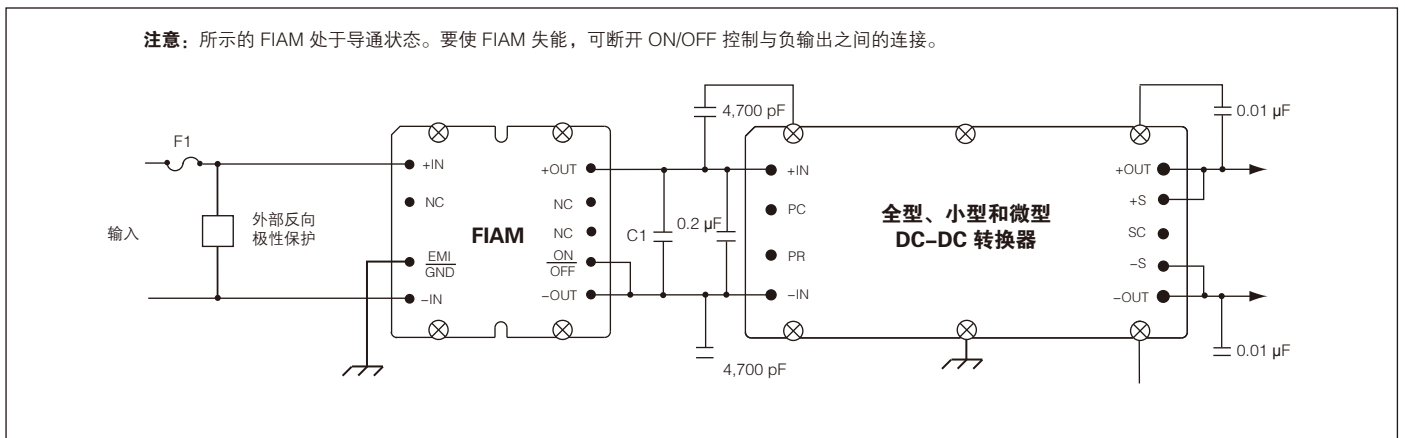 注意：所示的 FIAM 处于导通状态。要使 FIAM 失能，可断开 ON/OFF 控制与负输出之间的连接。
F1
输入
外部反向
极性保护
+IN
NC
EMI
GND
-IN
FIAM
+OUT
NC
NC
ON
OFF
-OUT
4,700 pF
C1
0.2 µF
4,700 pF
+IN
PC
PR
-IN
全型、小型和微型
DC-DC 转换器
+OUT
+S
SC
-S
-OUT
0.01 µF
0.01 µF